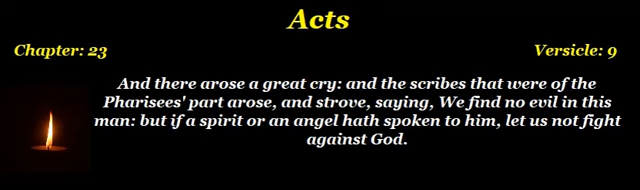 Acts
Chapter: 23 Versicle: 9
And there arose a great cry: and the scribes that were of the
Pharisees' part arose, and strove, saying, We find no evil in this
man: but if a spirit or an angel hath spoken to him, let us not fight
against God.